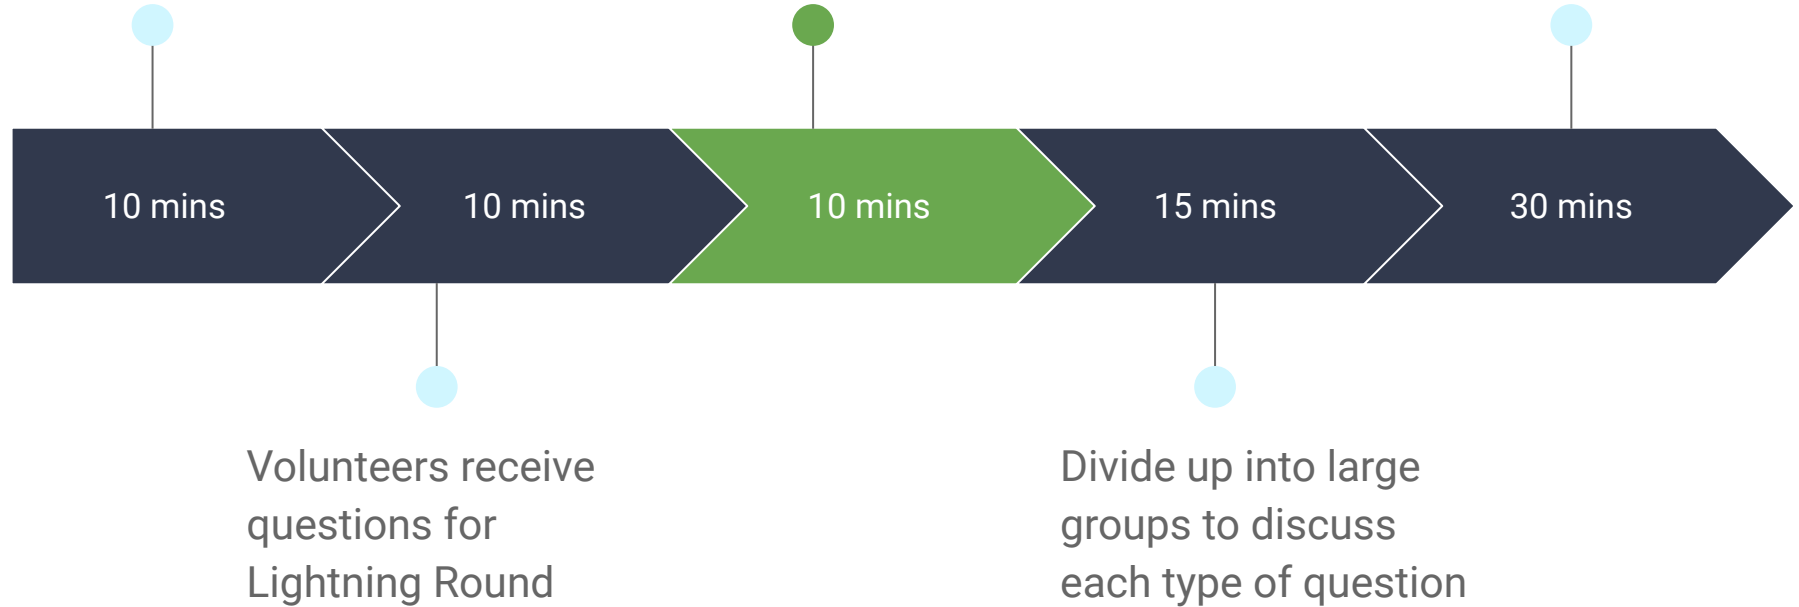 10 mins
10 mins
10 mins
15 mins
30 mins
Volunteers receive
questions for
Lightning Round
Divide up into large
groups to discuss
each type of question